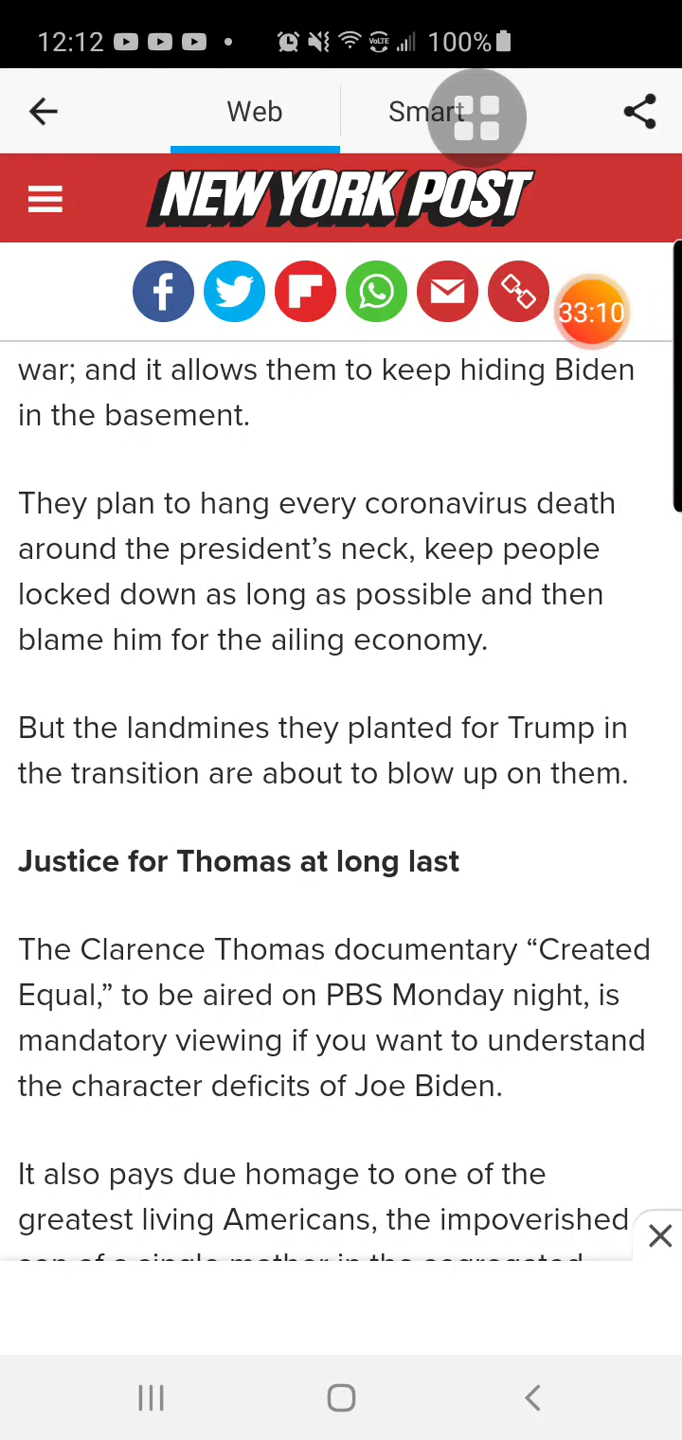 12:12
VoLTE
100%
Web
Smart
NEW YORK POST
33:10
war; and it allows them to keep hiding Biden
in the basement.
They plan to hang every coronavirus death
around the president’s neck, keep people
locked down as long as possible and then
blame him for the ailing economy.
But the landmines they planted for Trump in
the transition are about to blow up on them.
Justice for Thomas at long last
The Clarence Thomas documentary “Created
Equal,” to be aired on PBS Monday night, is
mandatory viewing if you want to understand
the character deficits of Joe Biden.
It also pays due homage to one of the
greatest living Americans, the impoverished